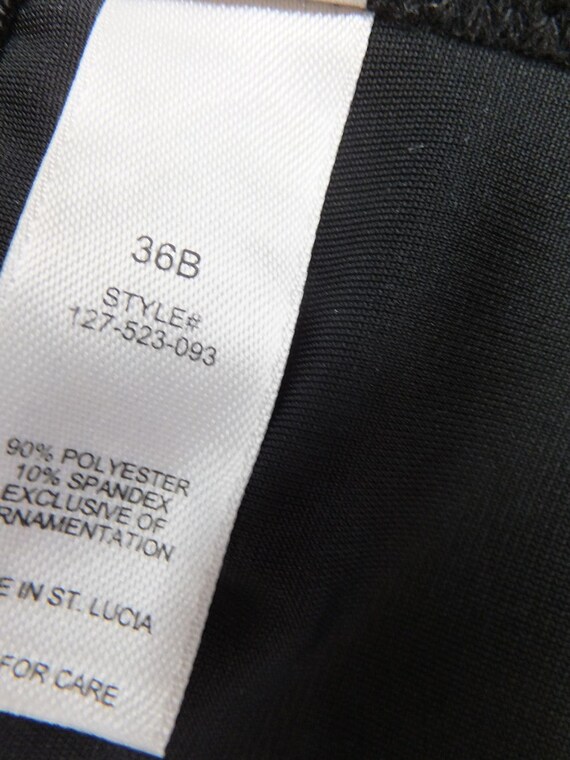 36B
STYLE#
127-523-093
90% POLYESTER
10% SPANDEX
EXCLUSIVE OF
RNAMENTATION
E IN ST. LUCIA
FOR CARE